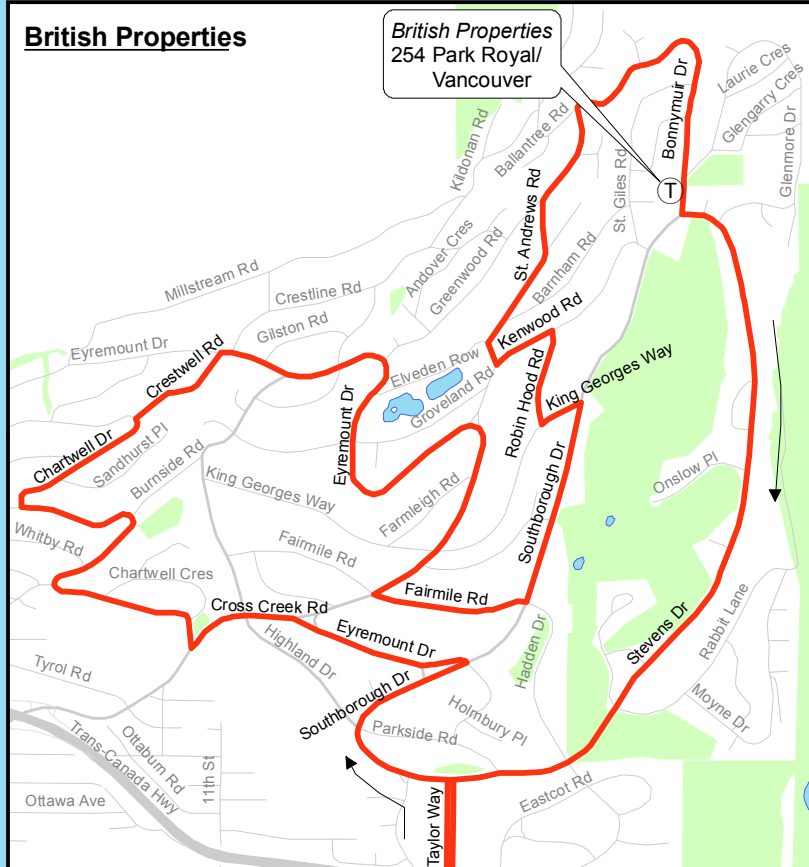 British Properties
British Properties
254 Park Royal/
Vancouver
Bonnymuir Dr
Laurie Cres
Glengarry Cres
Glenmore Dr
Kildonan Rd
Ballantree Rd
St. Giles Rd
T
St. Andrews Rd
Andover Cres
Greenwood Rd
Barnham Rd
Millstream Rd
Crestline Rd
Gilston Rd
Kenwood Rd
Eyremount Dr
Crestwell Rd
Elveden Row
Groveland Rd
Robin Hood Rd
King Georges Way
Eyremount Dr
Chartwell Dr
Sandhurst Pl
Burnside Rd
King Georges Way
Farmleigh Rd
Southborough Dr
Onslow Pl
Whitby Rd
Fairmile Rd
Chartwell Cres
Fairmile Rd
Cross Creek Rd
Eyremount Dr
Highland Dr
Hadden Dr
Stevens Dr
Rabbit Lane
Tyrol Rd
Southborough Dr
Holmbury Pl
Moyne Dr
Parkside Rd
Ottaburn Rd
Trans-Canada Hwy
11th St
Ottawa Ave
Taylor Way
Eastcot Rd